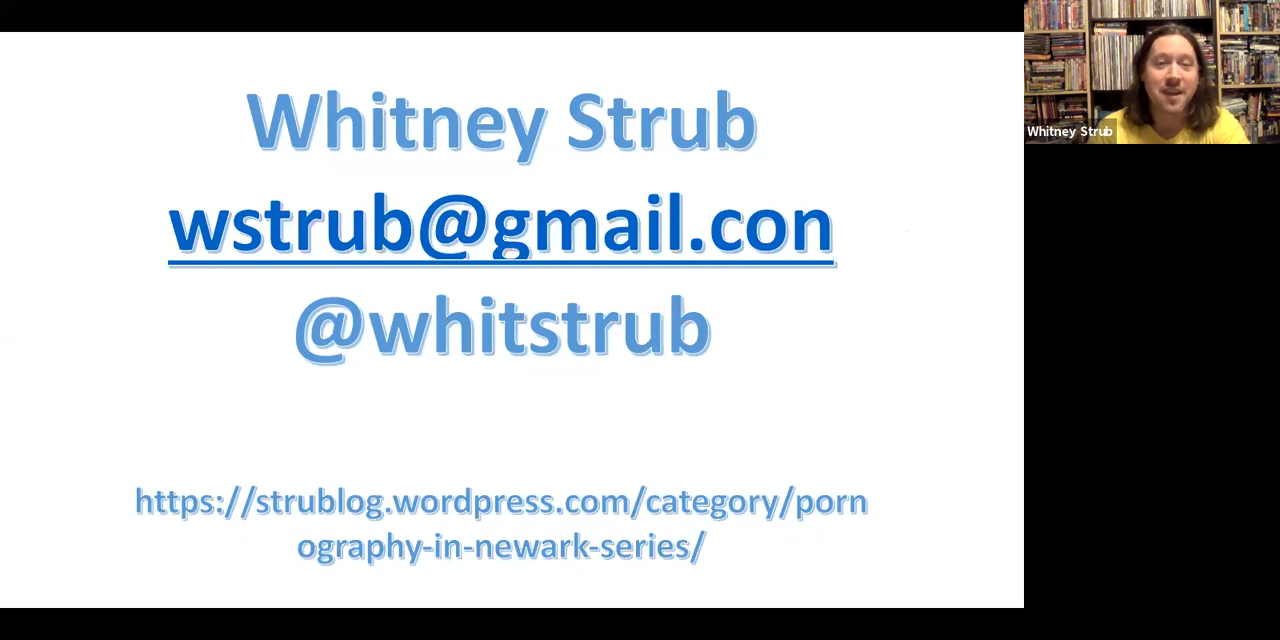 Whitney Strub
wstrub@gmail.con
@whitstrub
https://strublog.wordpress.com/category/porn
ography-in-newark-series/
Whitney Strub